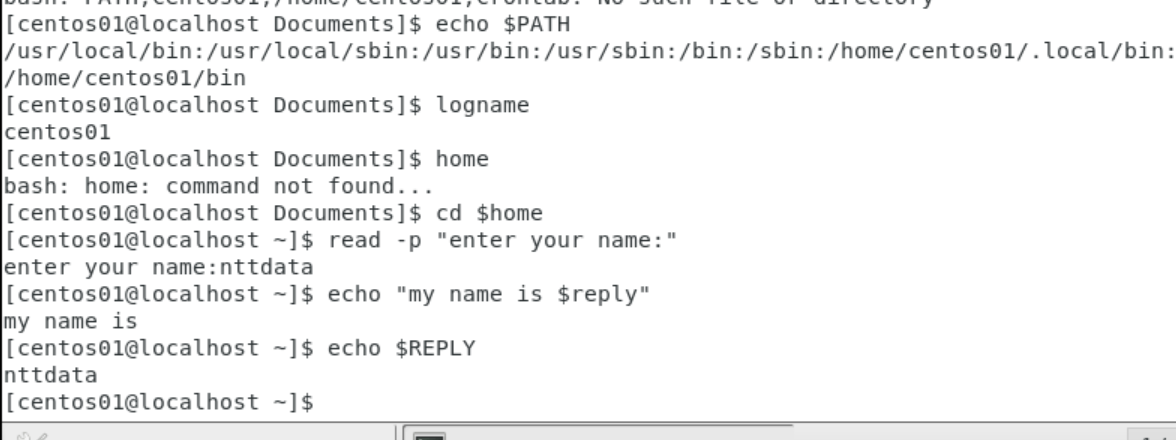 bash: PATH,centos01,/home/centos01,crontab: No such file or directory
[centos01@localhost Documents]$ echo $PATH
/usr/local/bin:/usr/local/sbin:/usr/bin:/usr/sbin:/bin:/sbin:/home/centos01/.local/bin:
/home/centos01/bin
[centos01@localhost Documents]$ logname
centos01
[centos01@localhost Documents]$ home
bash: home: command not found...
[centos01@localhost Documents]$ cd $home
[centos01@localhost ~]$ read -p "enter your name:"
enter your name:nttdata
[centos01@localhost ~]$ echo "my name is $reply"
my name is
[centos01@localhost ~]$ echo $REPLY
nttdata
[centos01@localhost ~]$